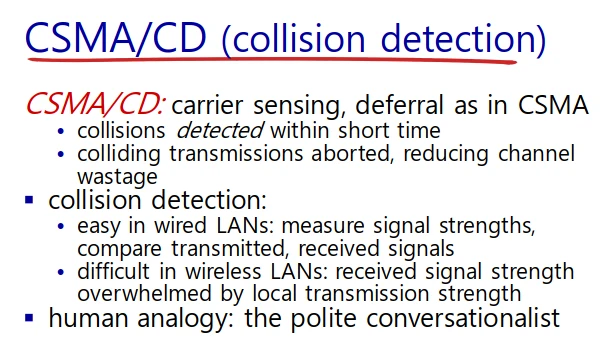 CSMA/CD (collision detection)
CSMA/CD: carrier sensing, deferral as in CSMA
• collisions detected within short time
• colliding transmissions aborted, reducing channel
wastage
▪ collision detection:
• easy in wired LANs: measure signal strengths,
compare transmitted, received signals
• difficult in wireless LANs: received signal strength
overwhelmed by local transmission strength
▪ human analogy: the polite conversationalist